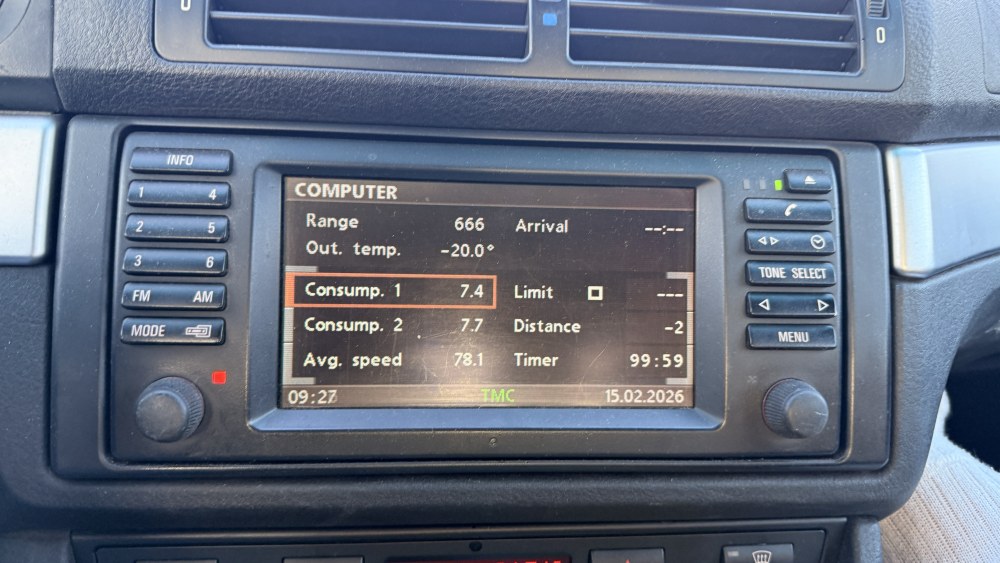 0
0
INFO
1 4
2 5
3 6
FM AM
MODE
COMPUTER
Range 666 Arrival --:--
Out. temp. -20.0°
Consump. 1 7.4 Limit ---
Consump. 2 7.7 Distance -2
Avg. speed 78.1 Timer 99:59
09:27 TMC 15.02.2026
TONE SELECT
MENU